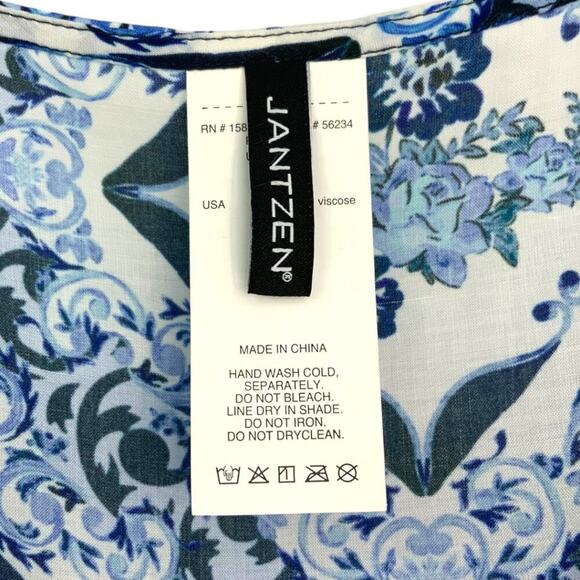 JANTZEN®
RN # 158 # 56234
USA viscose
MADE IN CHINA
HAND WASH COLD,
SEPARATELY.
DO NOT BLEACH.
LINE DRY IN SHADE.
DO NOT IRON.
DO NOT DRYCLEAN.